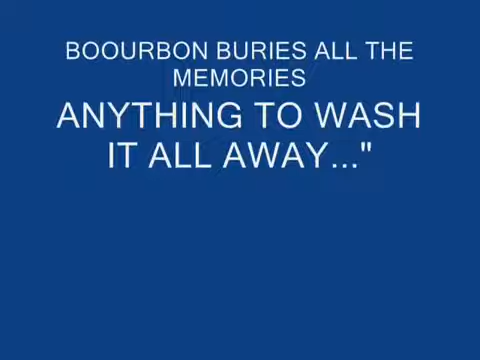 BOOURBON BURIES ALL THE
MEMORIES
ANYTHING TO WASH
IT ALL AWAY..."